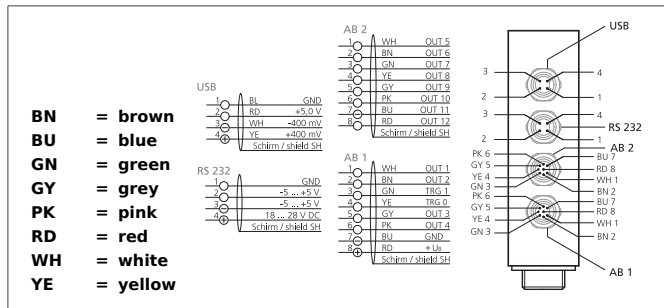 BN = brown
BU = blue
GN = green
GY = grey
PK = pink
RD = red
WH = white
YE = yellow
USB
1 BL GND
2 RD +5,0 V
3 WH -400 mV
4 YE +400 mV
Schirm / shield SH
RS 232
1 GND
2 -5 ... +5 V
3 -5 ... +5 V
4 18 ... 28 V DC
Schirm / shield SH
AB 2
1 WH OUT 5
2 BN OUT 6
3 GN OUT 7
4 YE OUT 8
5 GY OUT 9
6 PK OUT 10
7 BU OUT 11
8 RD OUT 12
Schirm / shield SH
AB 1
1 WH OUT 1
2 BN OUT 2
3 GN TRG 1
4 YE TRG 0
5 GY OUT 3
6 PK OUT 4
7 BU GND
8 RD + UB
Schirm / shield SH
USB
3 4
2 1
3 4
RS 232
2 1
AB 2
PK 6 BU 7
GY 5 RD 8
YE 4 WH 1
GN 3 BN 2
PK 6 BU 7
GY 5 RD 8
YE 4 WH 1
GN 3 BN 2
AB 1